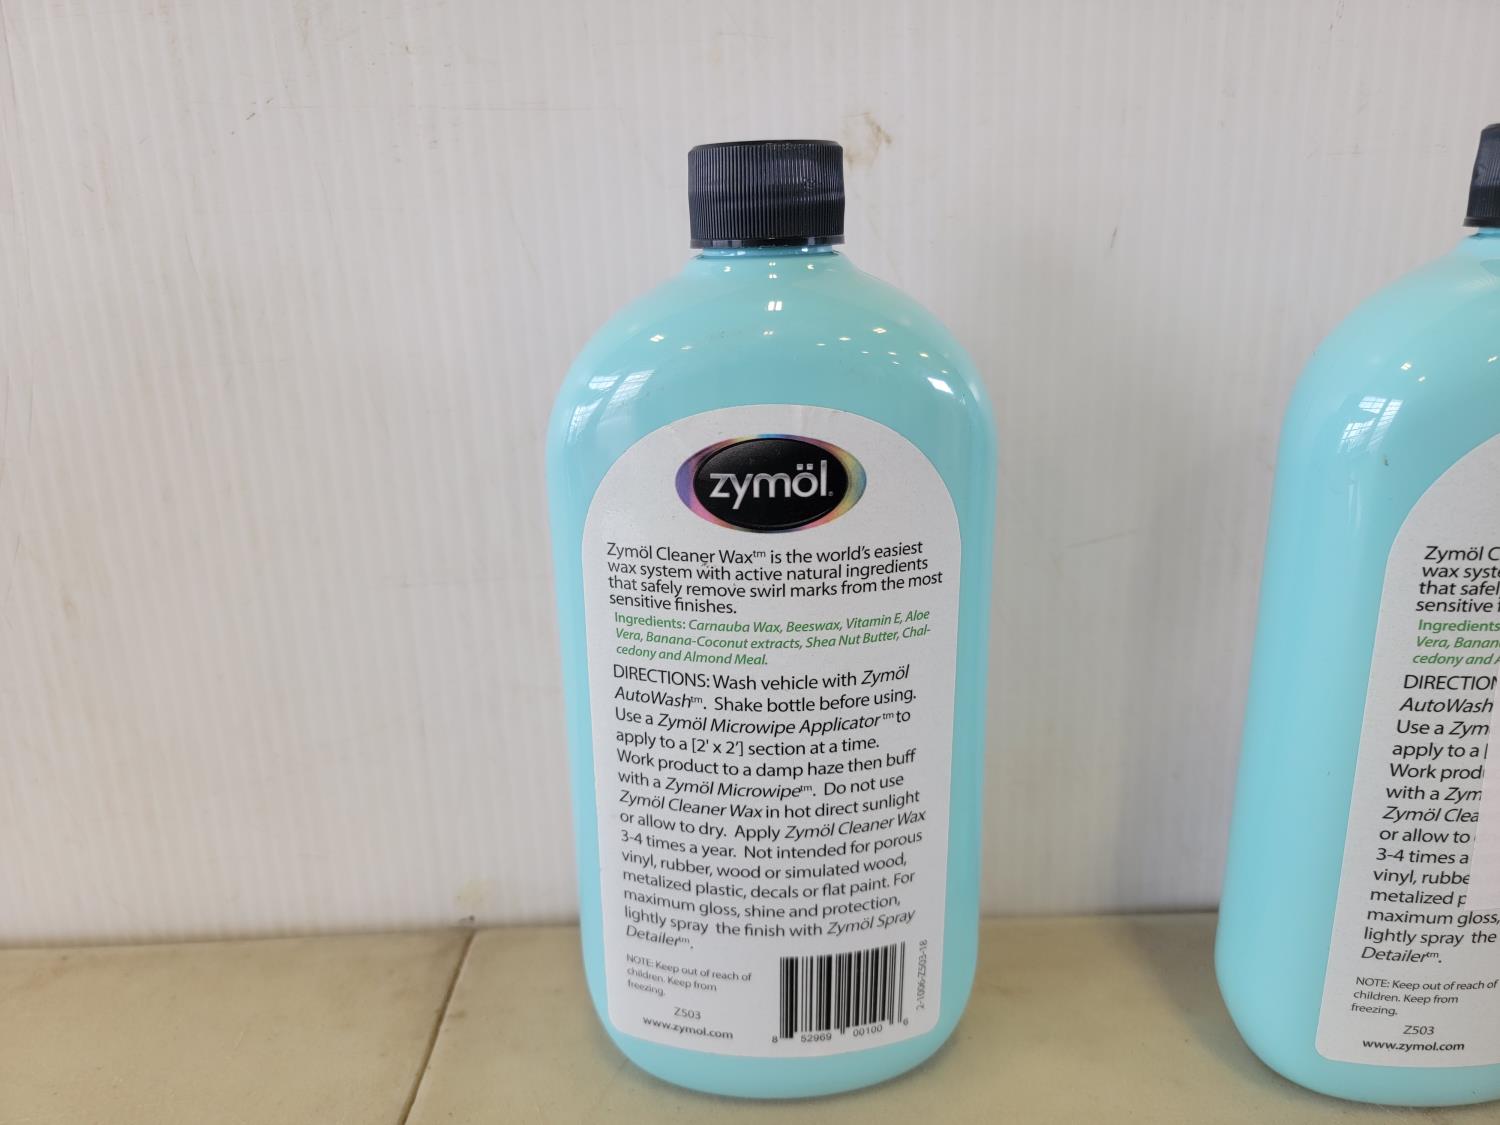 zymöl
Zymöl Cleaner Wax™ is the world's easiest
wax system with active natural ingredients
that safely remove swirl marks from the most
sensitive finishes.
Ingredients: Carnauba Wax, Beeswax, Vitamin E, Aloe
Vera, Banana-Coconut extracts, Shea Nut Butter, Chal-
cedony and Almond Meal.
DIRECTIONS: Wash vehicle with Zymöl
AutoWash™. Shake bottle before using.
Use a Zymöl Microwipe Applicator™ to
apply to a [2' x 2'] section at a time.
Work product to a damp haze then buff
with a Zymöl Microwipe™. Do not use
Zymöl Cleaner Wax in hot direct sunlight
or allow to dry. Apply Zymöl Cleaner Wax
3-4 times a year. Not intended for porous
vinyl, rubber, wood or simulated wood,
metalized plastic, decals or flat paint. For
maximum gloss, shine and protection,
lightly spray the finish with Zymöl Spray
Detailer™.
NOTE: Keep out of reach of
children. Keep from
freezing.
Z503
www.zymol.com
8 52969 00100 6
2-1006-Z503-18
Zymöl C
wax syst
that safel
sensitive
Ingredients
Vera, Banan
cedony and
DIRECTION
AutoWash
Use a Zym
apply to a [
Work prod
with a Zym
Zymöl Clea
or allow to
3-4 times a
vinyl, rubbe
metalized p
maximum gloss,
lightly spray the
Detailer™.
NOTE: Keep out of reach of
children. Keep from
freezing.
Z503
www.zymol.com